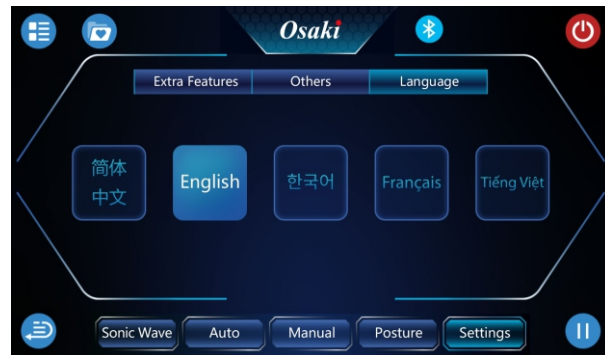 Osaki
Extra Features
Others
Language
简体
中文
English
한국어
Français
Tiếng Việt
Sonic Wave
Auto
Manual
Posture
Settings